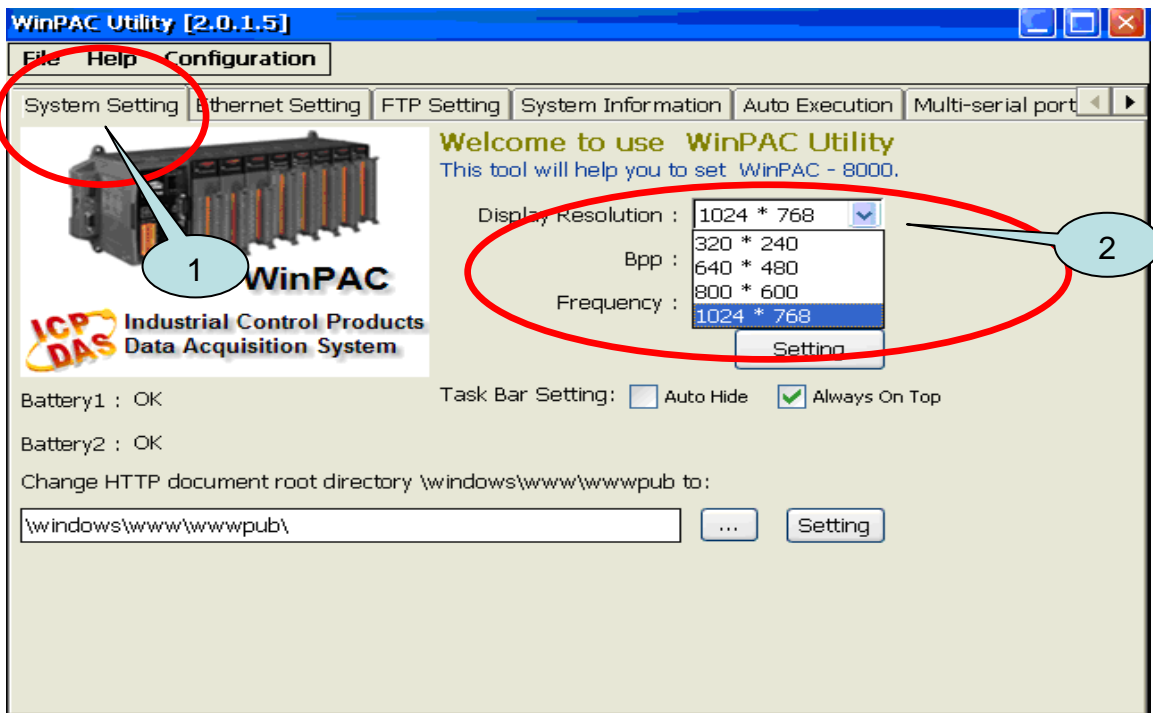 WinPAC Utility [2.0.1.5]
File Help Configuration
System Setting Ethernet Setting FTP Setting System Information Auto Execution Multi-serial port
Welcome to use WinPAC Utility
This tool will help you to set WinPAC - 8000.
Display Resolution : 1024 * 768
320 * 240
Bpp :
640 * 480
800 * 600
Frequency :
1024 * 768
Setting
1
2
WinPAC
ICP DAS
Industrial Control Products
Data Acquisition System
Task Bar Setting: Auto Hide Always On Top
Battery1 : OK
Battery2 : OK
Change HTTP document root directory \windows\www\wwwpub to:
\windows\www\wwwpub\ ... Setting